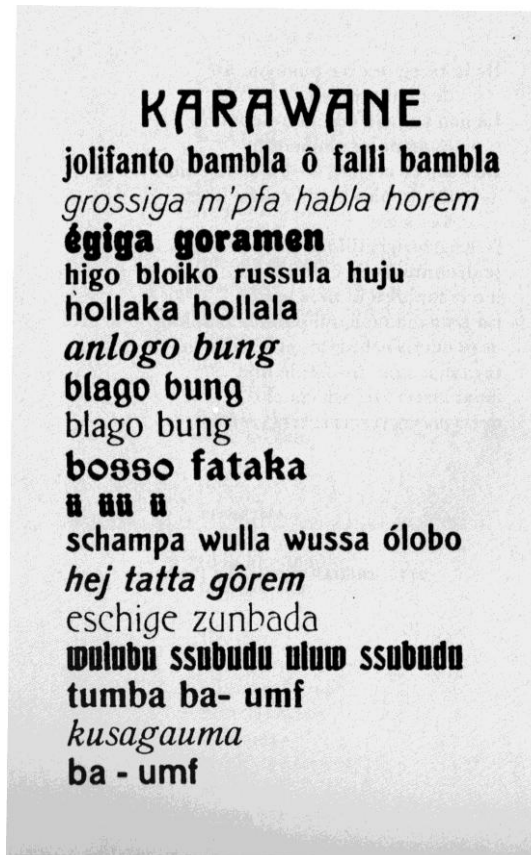 KARAWANE
jolifanto bambla ô falli bambla
grossiga m'pfa habla horem
égiga goramen
higo bloiko russula huju
hollaka hollala
anlogo bung
blago bung
blago bung
bosso fataka
ü üü ü
schampa wulla wussa ólobo
hej tatta gôrem
eschige zunbada
wulubu ssubudu uluw ssubudu
tumba ba- umf
kusagauma
ba - umf